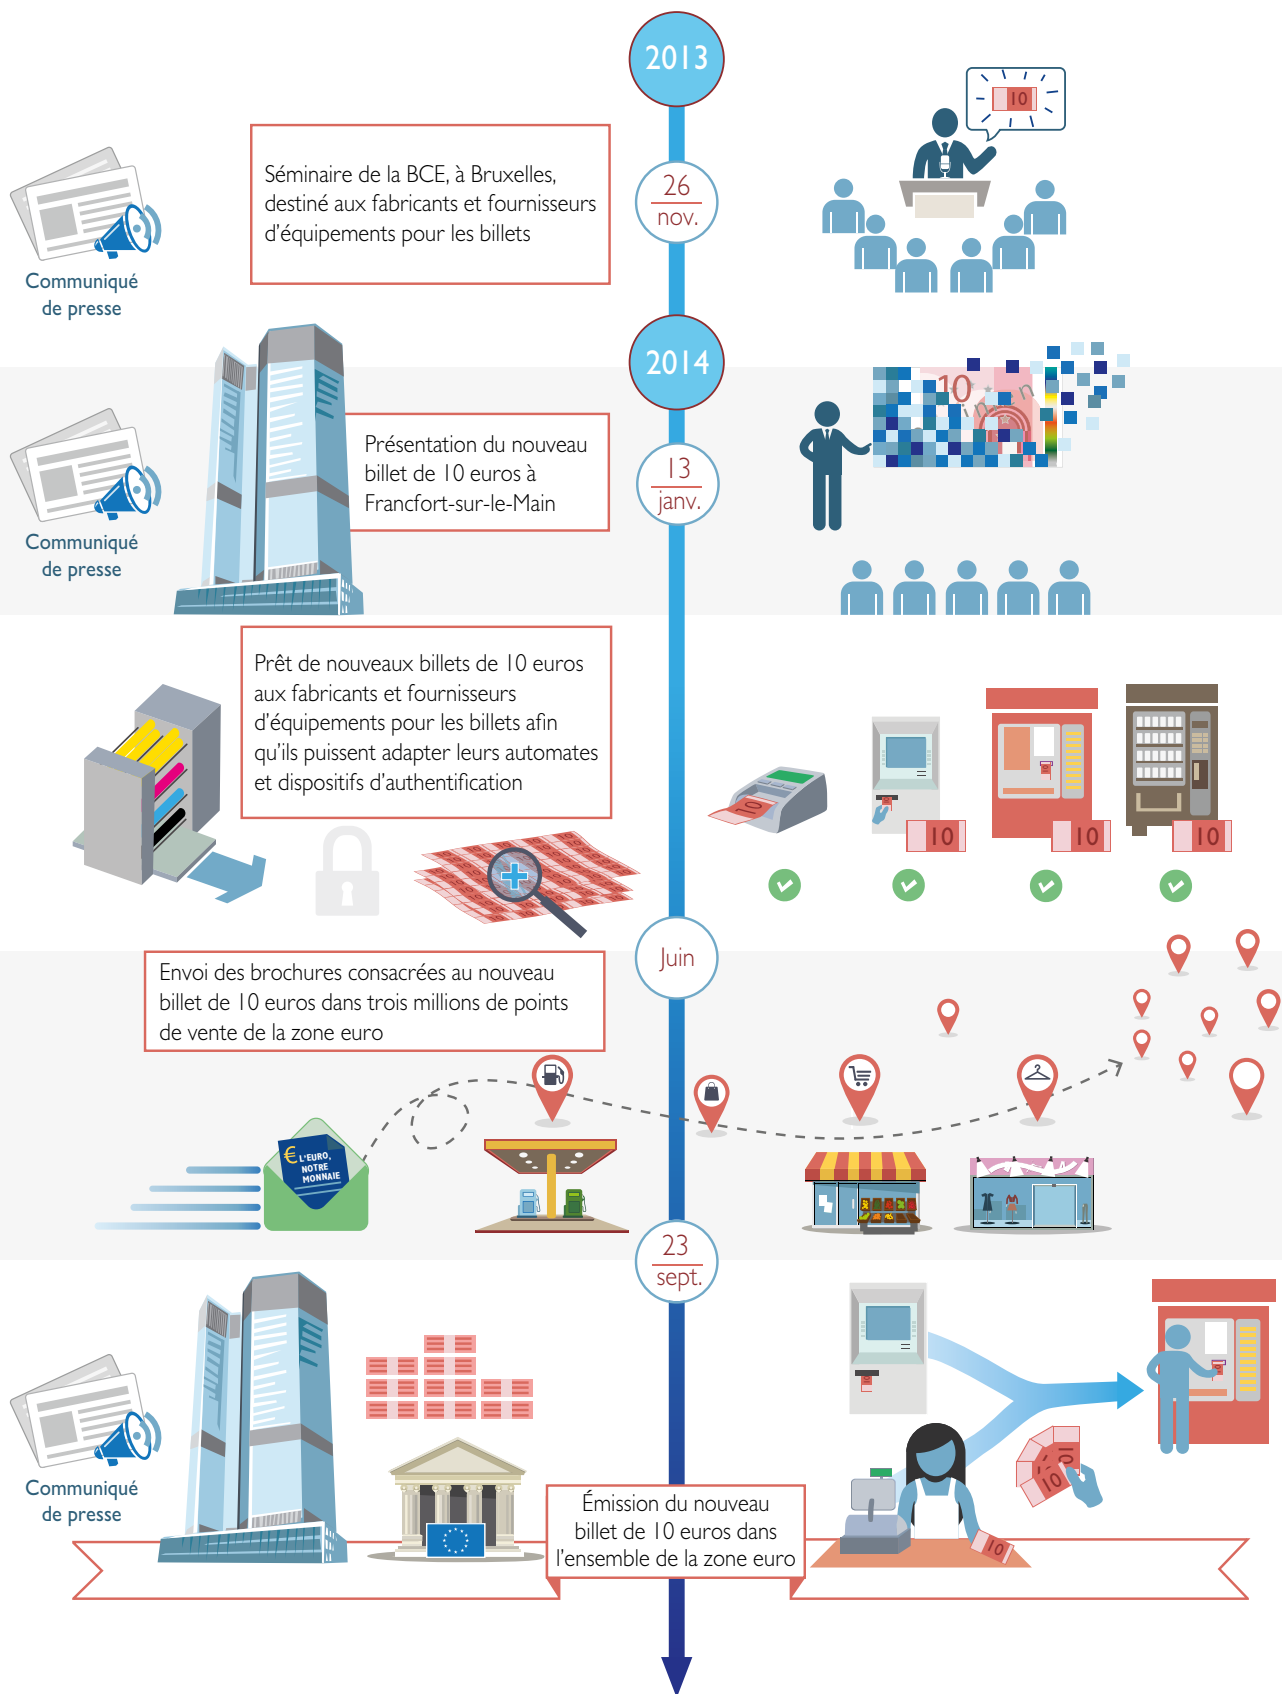 2013
10
Séminaire de la BCE, à Bruxelles,
destiné aux fabricants et fournisseurs
d'équipements pour les billets
26
nov.
Communiqué
de presse
2014
10
Présentation du nouveau
billet de 10 euros à
Francfort-sur-le-Main
13
janv.
Communiqué
de presse
Prêt de nouveaux billets de 10 euros
aux fabricants et fournisseurs
d'équipements pour les billets afin
qu'ils puissent adapter leurs automates
et dispositifs d'authentification
10
10
10
10
Juin
Envoi des brochures consacrées au nouveau
billet de 10 euros dans trois millions de points
de vente de la zone euro
€ L'EURO,
NOTRE
MONNAIE
23
sept.
Communiqué
de presse
10
10
10
Émission du nouveau
billet de 10 euros dans
l'ensemble de la zone euro